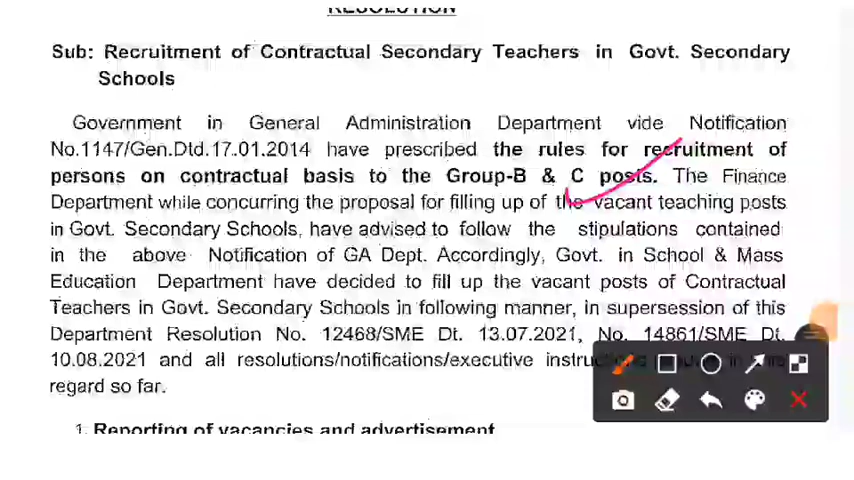 RESOLUTION
Sub: Recruitment of Contractual Secondary Teachers in Govt. Secondary
Schools
Government in General Administration Department vide Notification
No.1147/Gen.Dtd.17.01.2014 have prescribed the rules for recruitment of
persons on contractual basis to the Group-B & C posts. The Finance
Department while concurring the proposal for filling up of the vacant teaching posts
in Govt. Secondary Schools, have advised to follow the stipulations contained
in the above Notification of GA Dept. Accordingly, Govt. in School & Mass
Education Department have decided to fill up the vacant posts of Contractual
Teachers in Govt. Secondary Schools in following manner, in supersession of this
Department Resolution No. 12468/SME Dt. 13.07.2021, No. 14861/SME Dt.
10.08.2021 and all resolutions/notifications/executive
regard so far.
1. Reporting of vacancies and advertisement